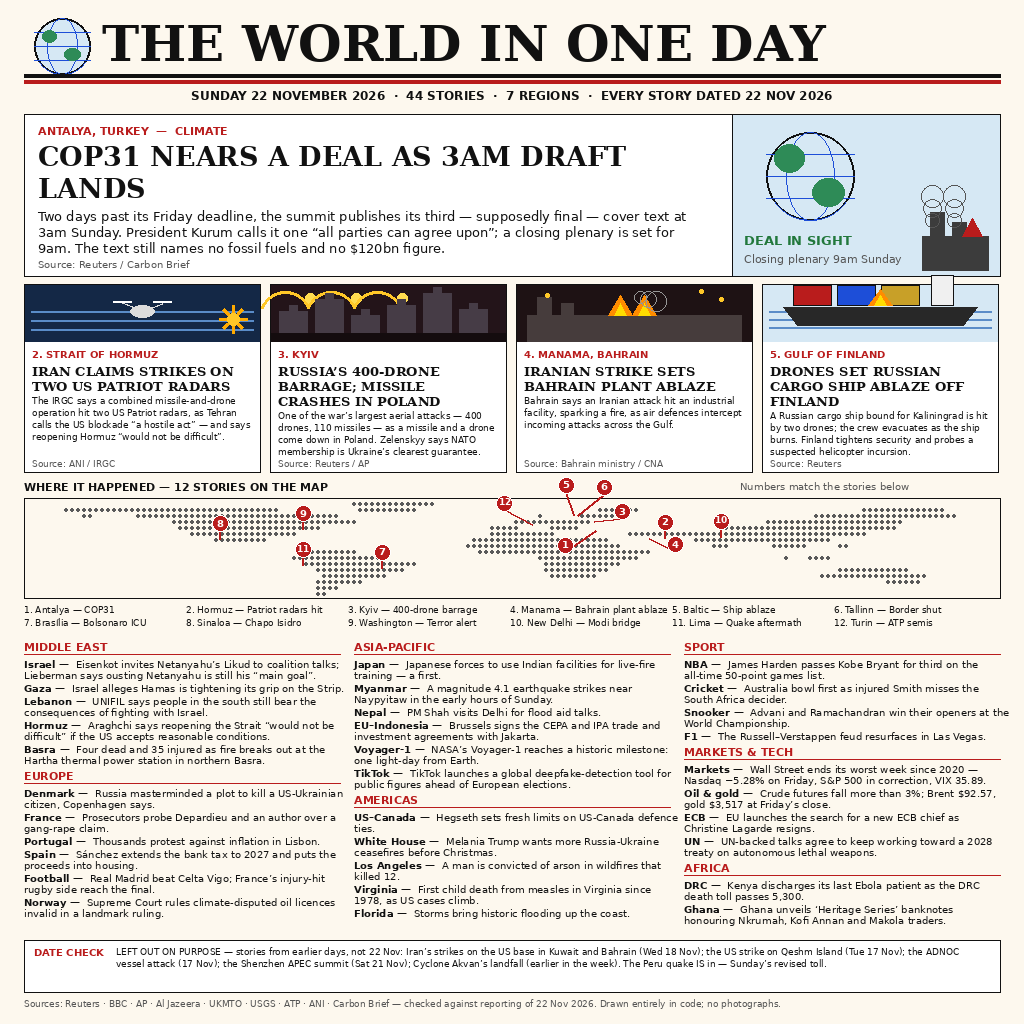 THE WORLD IN ONE DAY
SUNDAY 22 NOVEMBER 2026 · 44 STORIES · 7 REGIONS · EVERY STORY DATED 22 NOV 2026
ANTALYA, TURKEY — CLIMATE
COP31 NEARS A DEAL AS 3AM DRAFT
LANDS
Two days past its Friday deadline, the summit publishes its third — supposedly final — cover text at
3am Sunday. President Kurum calls it one “all parties can agree upon”; a closing plenary is set for
9am. The text still names no fossil fuels and no $120bn figure.
Source: Reuters / Carbon Brief
DEAL IN SIGHT
Closing plenary 9am Sunday
2. STRAIT OF HORMUZ
IRAN CLAIMS STRIKES ON
TWO US PATRIOT RADARS
The IRGC says a combined missile-and-drone
operation hit two US Patriot radars, as Tehran
calls the US blockade “a hostile act” — and says
reopening Hormuz “would not be difficult”.
Source: ANI / IRGC
3. KYIV
RUSSIA’S 400-DRONE
BARRAGE; MISSILE
CRASHES IN POLAND
One of the war’s largest aerial attacks — 400
drones, 110 missiles — as a missile and a drone
come down in Poland. Zelenskyy says NATO
membership is Ukraine’s clearest guarantee.
Source: Reuters / AP
4. MANAMA, BAHRAIN
IRANIAN STRIKE SETS
BAHRAIN PLANT ABLAZE
Bahrain says an Iranian attack hit an industrial
facility, sparking a fire, as air defences intercept
incoming attacks across the Gulf.
Source: Bahrain ministry / CNA
5. GULF OF FINLAND
DRONES SET RUSSIAN
CARGO SHIP ABLAZE OFF
FINLAND
A Russian cargo ship bound for Kaliningrad is hit
by two drones; the crew evacuates as the ship
burns. Finland tightens security and probes a
suspected helicopter incursion.
Source: Reuters
WHERE IT HAPPENED — 12 STORIES ON THE MAP
Numbers match the stories below
5
6
12
9
3
8
2
10
1
4
11
7
1. Antalya — COP31
2. Hormuz — Patriot radars hit
3. Kyiv — 400-drone barrage
4. Manama — Bahrain plant ablaze
5. Baltic — Ship ablaze
6. Tallinn — Border shut
7. Brasília — Bolsonaro ICU
8. Sinaloa — Chapo Isidro
9. Washington — Terror alert
10. New Delhi — Modi bridge
11. Lima — Quake aftermath
12. Turin — ATP semis
MIDDLE EAST
Israel — Eisenkot invites Netanyahu’s Likud to coalition talks;
Lieberman says ousting Netanyahu is still his “main goal”.
Gaza — Israel alleges Hamas is tightening its grip on the Strip.
Lebanon — UNIFIL says people in the south still bear the
consequences of fighting with Israel.
Hormuz — Araghchi says reopening the Strait “would not be
difficult” if the US accepts reasonable conditions.
Basra — Four dead and 35 injured as fire breaks out at the
Hartha thermal power station in northern Basra.
EUROPE
Denmark — Russia masterminded a plot to kill a US-Ukrainian
citizen, Copenhagen says.
France — Prosecutors probe Depardieu and an author over a
gang-rape claim.
Portugal — Thousands protest against inflation in Lisbon.
Spain — Sánchez extends the bank tax to 2027 and puts the
proceeds into housing.
Football — Real Madrid beat Celta Vigo; France’s injury-hit
rugby side reach the final.
Norway — Supreme Court rules climate-disputed oil licences
invalid in a landmark ruling.
ASIA-PACIFIC
Japan — Japanese forces to use Indian facilities for live-fire
training — a first.
Myanmar — A magnitude 4.1 earthquake strikes near
Naypyitaw in the early hours of Sunday.
Nepal — PM Shah visits Delhi for flood aid talks.
EU–Indonesia — Brussels signs the CEPA and IPA trade and
investment agreements with Jakarta.
Voyager-1 — NASA’s Voyager-1 reaches a historic milestone:
one light-day from Earth.
TikTok — TikTok launches a global deepfake-detection tool for
public figures ahead of European elections.
AMERICAS
US–Canada — Hegseth sets fresh limits on US-Canada defence
ties.
White House — Melania Trump wants more Russia-Ukraine
ceasefires before Christmas.
Los Angeles — A man is convicted of arson in wildfires that
killed 12.
Virginia — First child death from measles in Virginia since
1978, as US cases climb.
Florida — Storms bring historic flooding up the coast.
SPORT
NBA — James Harden passes Kobe Bryant for third on the
all-time 50-point games list.
Cricket — Australia bowl first as injured Smith misses the
South Africa decider.
Snooker — Advani and Ramachandran win their openers at the
World Championship.
F1 — The Russell–Verstappen feud resurfaces in Las Vegas.
MARKETS & TECH
Markets — Wall Street ends its worst week since 2020 —
Nasdaq −5.28% on Friday, S&P 500 in correction, VIX 35.89.
Oil & gold — Crude futures fall more than 3%; Brent $92.57,
gold $3,517 at Friday’s close.
ECB — EU launches the search for a new ECB chief as
Christine Lagarde resigns.
UN — UN-backed talks agree to keep working toward a 2028
treaty on autonomous lethal weapons.
AFRICA
DRC — Kenya discharges its last Ebola patient as the DRC
death toll passes 5,300.
Ghana — Ghana unveils ‘Heritage Series’ banknotes
honouring Nkrumah, Kofi Annan and Makola traders.
DATE CHECK
LEFT OUT ON PURPOSE — stories from earlier days, not 22 Nov: Iran’s strikes on the US base in Kuwait and Bahrain (Wed 18 Nov); the US strike on Qeshm Island (Tue 17 Nov); the ADNOC
vessel attack (17 Nov); the Shenzhen APEC summit (Sat 21 Nov); Cyclone Akvan’s landfall (earlier in the week). The Peru quake IS in — Sunday’s revised toll.
Sources: Reuters · BBC · AP · Al Jazeera · UKMTO · USGS · ATP · ANI · Carbon Brief — checked against reporting of 22 Nov 2026. Drawn entirely in code; no photographs.